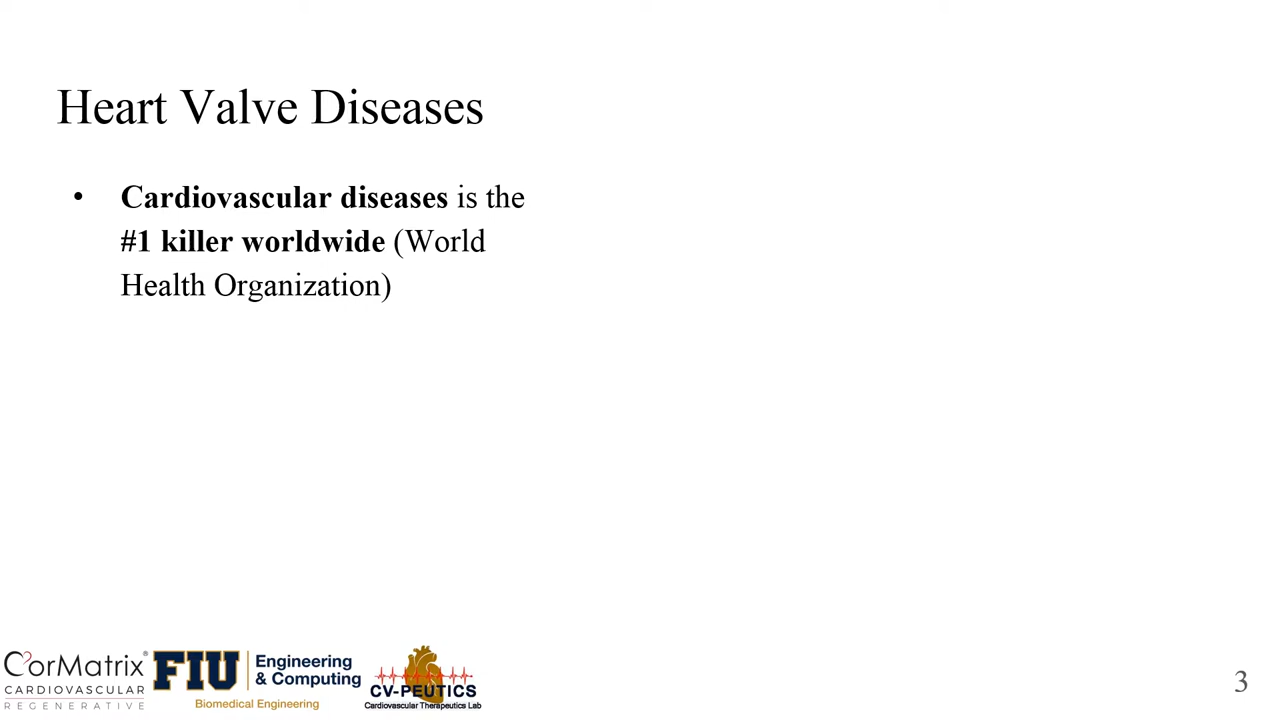 Heart Valve Diseases
• Cardiovascular diseases is the
#1 killer worldwide (World
Health Organization)
CorMatrix®
CARDIOVASCULAR
REGENERATIVE
FIU
Engineering
& Computing
Biomedical Engineering
CV-PEUTICS
Cardiovascular Therapeutics Lab
3